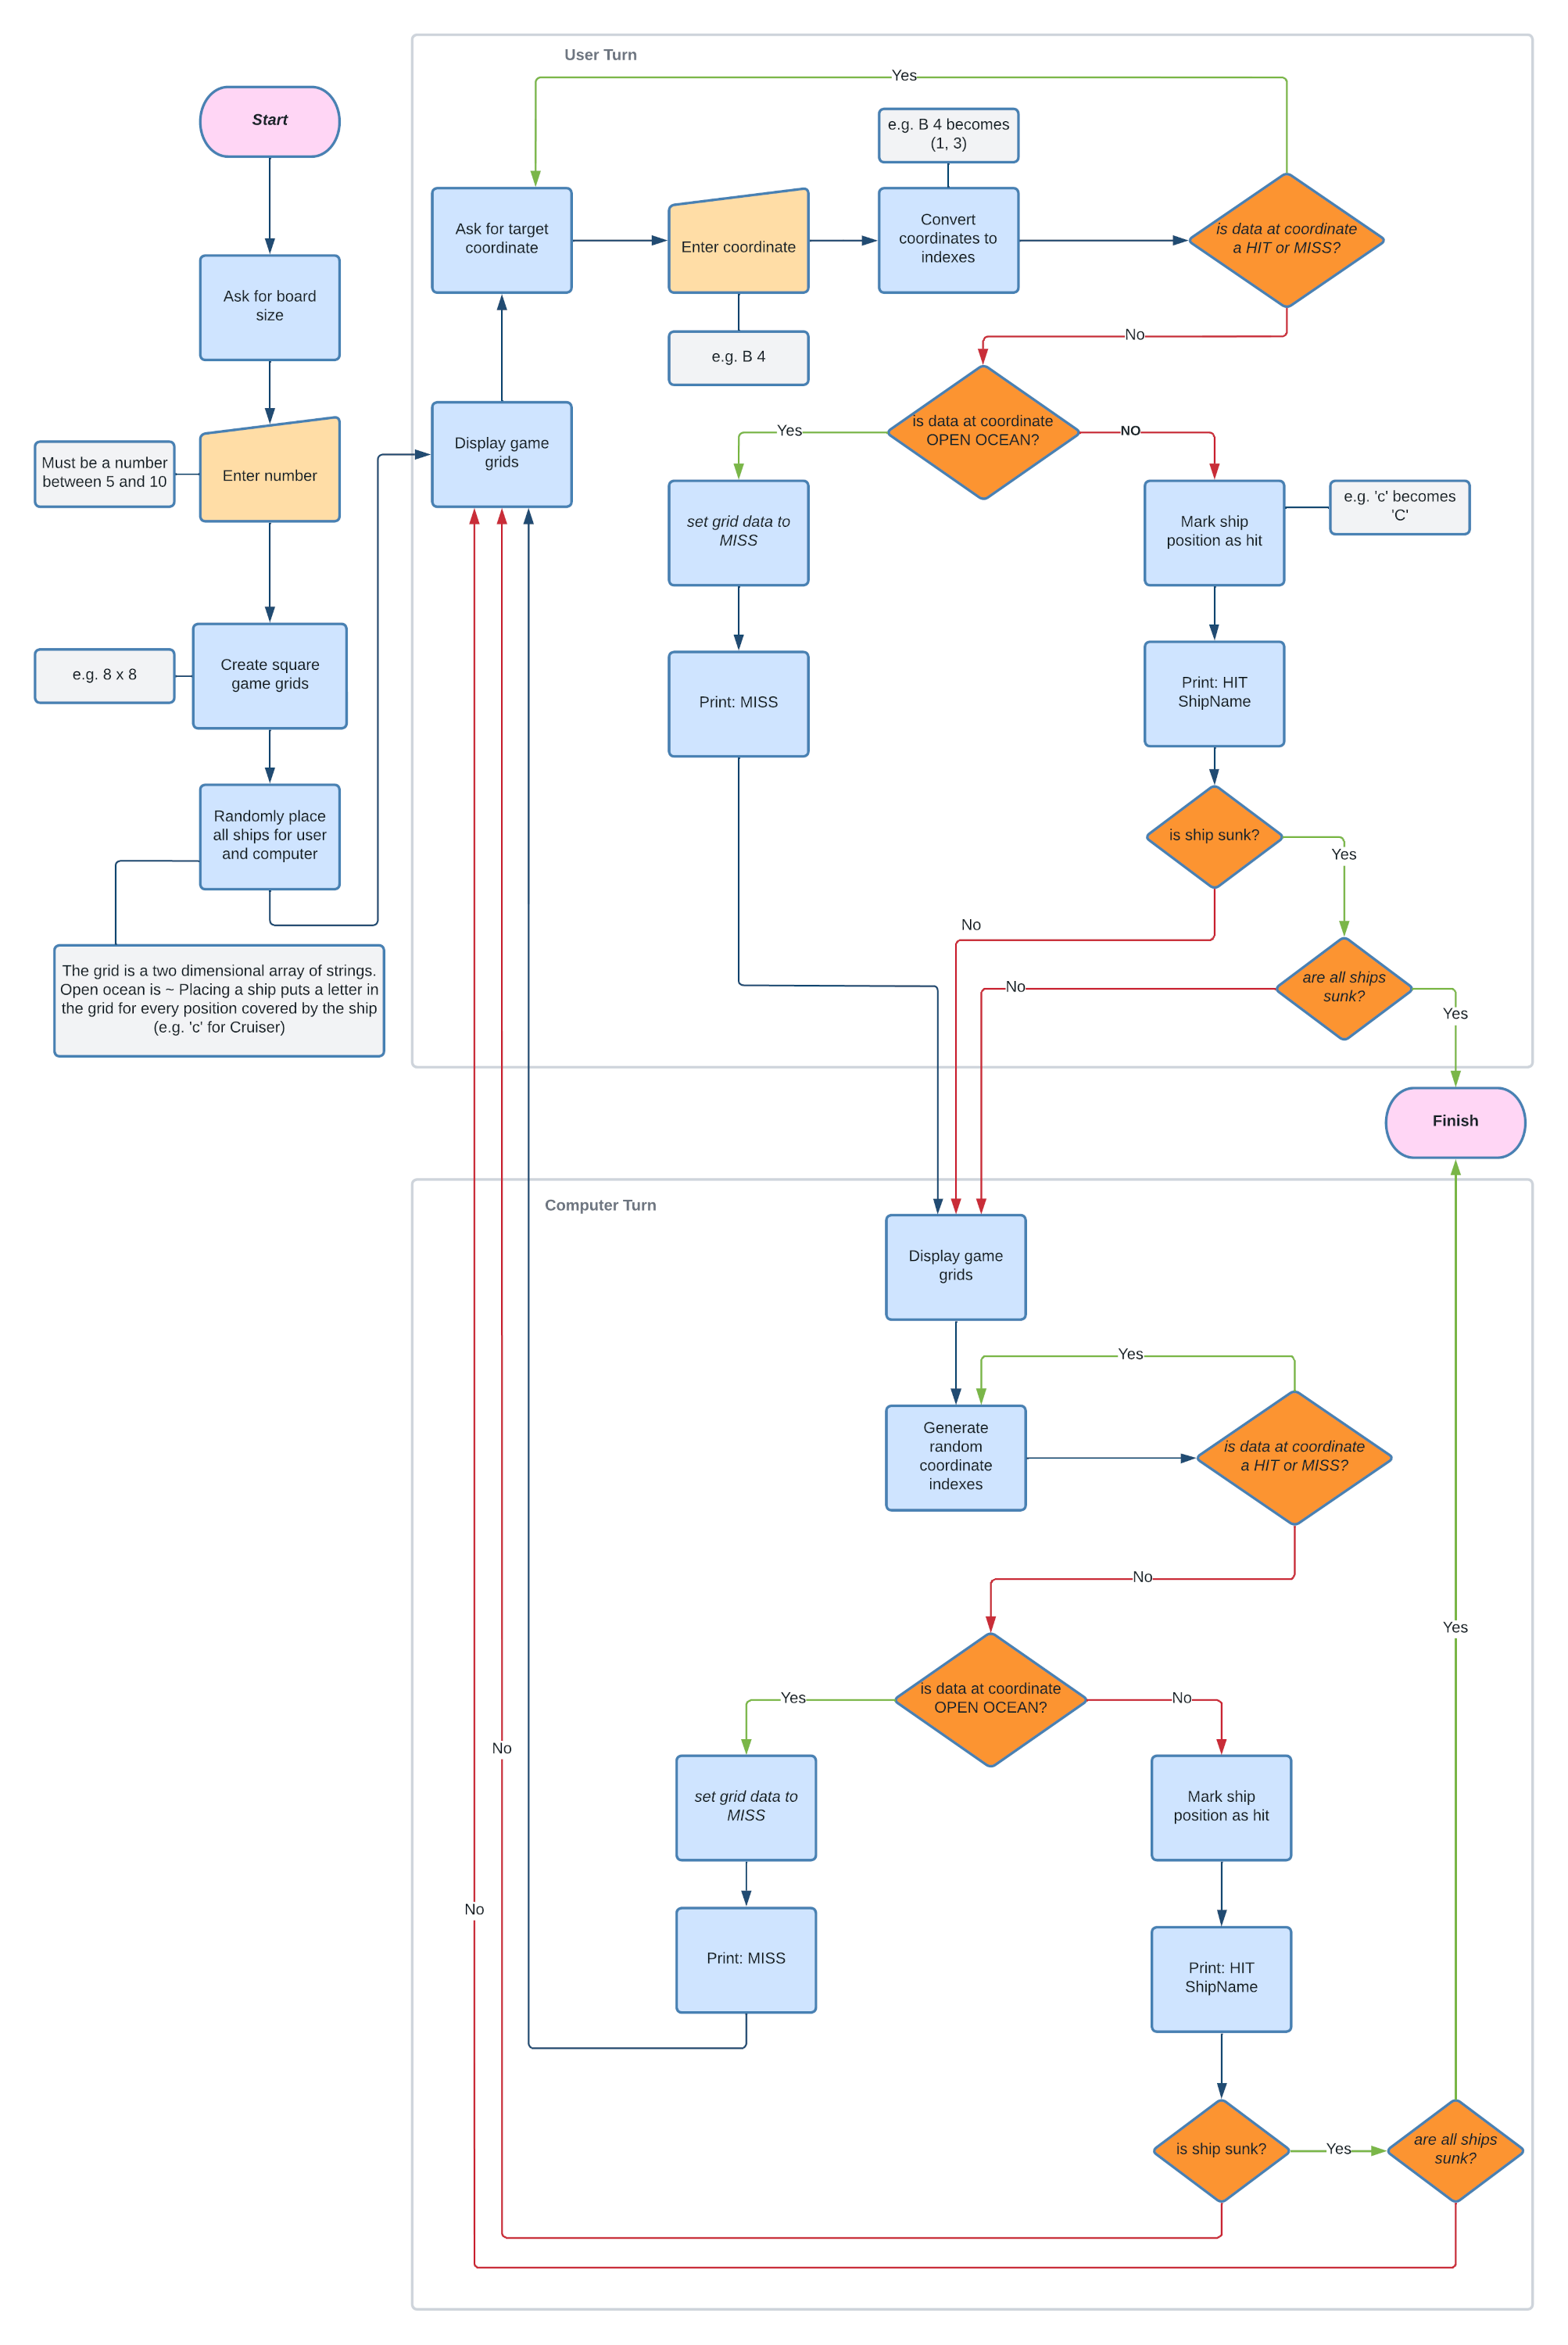 Start
Ask for board
size
Must be a number
between 5 and 10
Enter number
e.g. 8 x 8
Create square
game grids
Randomly place
all ships for user
and computer
The grid is a two dimensional array of strings.
Open ocean is ~ Placing a ship puts a letter in
the grid for every position covered by the ship
(e.g. 'c' for Cruiser)
User Turn
Yes
e.g. B 4 becomes
(1, 3)
Ask for target
coordinate
Enter coordinate
Convert
coordinates to
indexes
is data at coordinate
a HIT or MISS?
No
e.g. B 4
Display game
grids
is data at coordinate
OPEN OCEAN?
Yes
NO
set grid data to
MISS
Mark ship
position as hit
e.g. 'c' becomes
'C'
Print: MISS
Print: HIT
ShipName
is ship sunk?
Yes
No
are all ships
sunk?
No
Yes
Finish
Computer Turn
Display game
grids
Yes
Generate
random
coordinate
indexes
is data at coordinate
a HIT or MISS?
No
Yes
is data at coordinate
OPEN OCEAN?
Yes
No
No
set grid data to
MISS
Mark ship
position as hit
No
Print: MISS
Print: HIT
ShipName
is ship sunk?
Yes
are all ships
sunk?